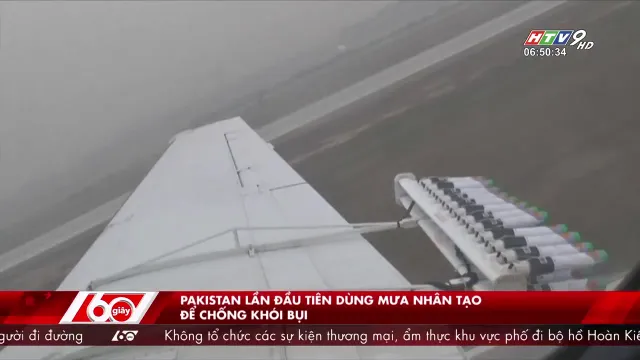 HTV9 HD
06:50:34
60 giây
PAKISTAN LẦN ĐẦU TIÊN DÙNG MƯA NHÂN TẠO
ĐỂ CHỐNG KHÓI BỤI
người đi đường 60 Không tổ chức các sự kiện thương mại, ẩm thực khu vực phố đi bộ hồ Hoàn Ki